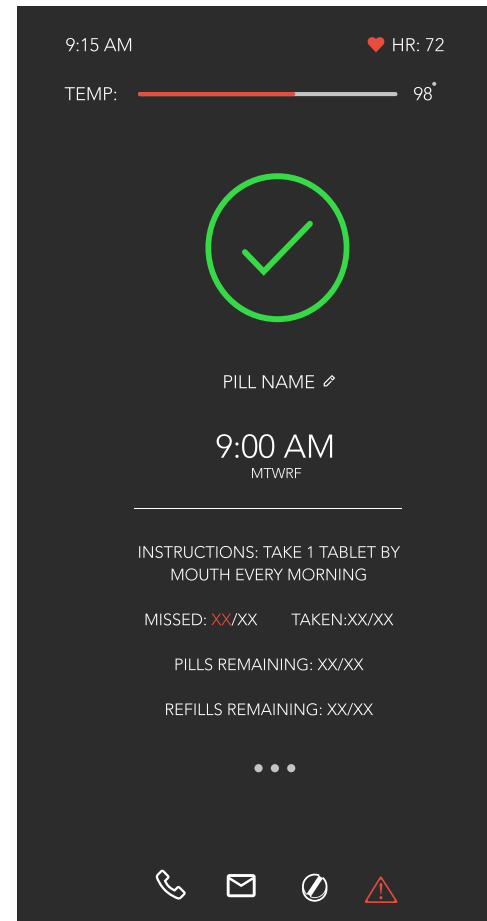 9:15 AM HR: 72
TEMP: 98°
PILL NAME
9:00 AM
MTWRF
INSTRUCTIONS: TAKE 1 TABLET BY
MOUTH EVERY MORNING
MISSED: XX/XX TAKEN:XX/XX
PILLS REMAINING: XX/XX
REFILLS REMAINING: XX/XX